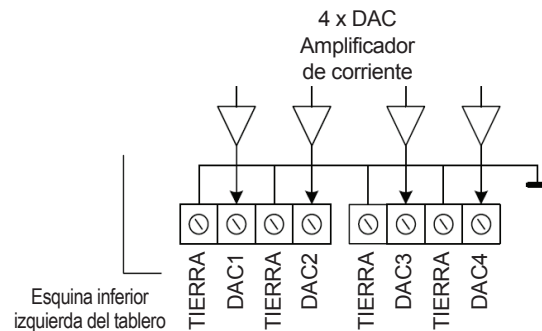 4 x DAC
Amplificador
de corriente
TIERRA
DAC1
TIERRA
DAC2
TIERRA
DAC3
TIERRA
DAC4
Esquina inferior
izquierda del tablero